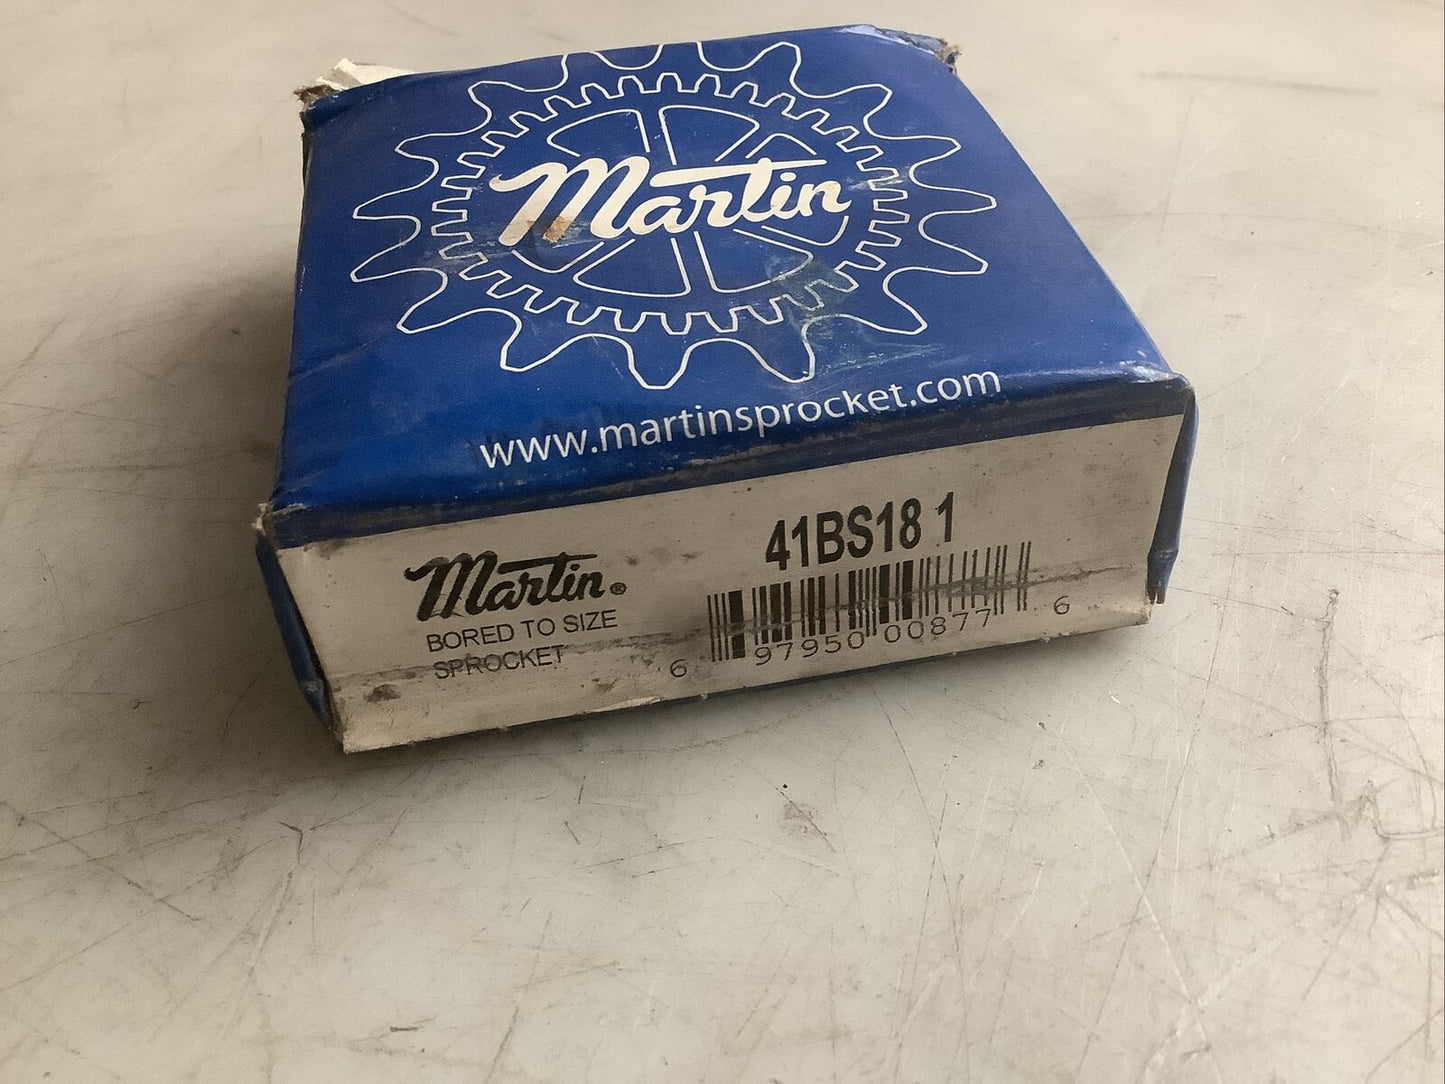 Martin
www.martinsprocket.com
Martin®
BORED TO SIZE
SPROCKET
41BS18 1
6 97950 00877 6